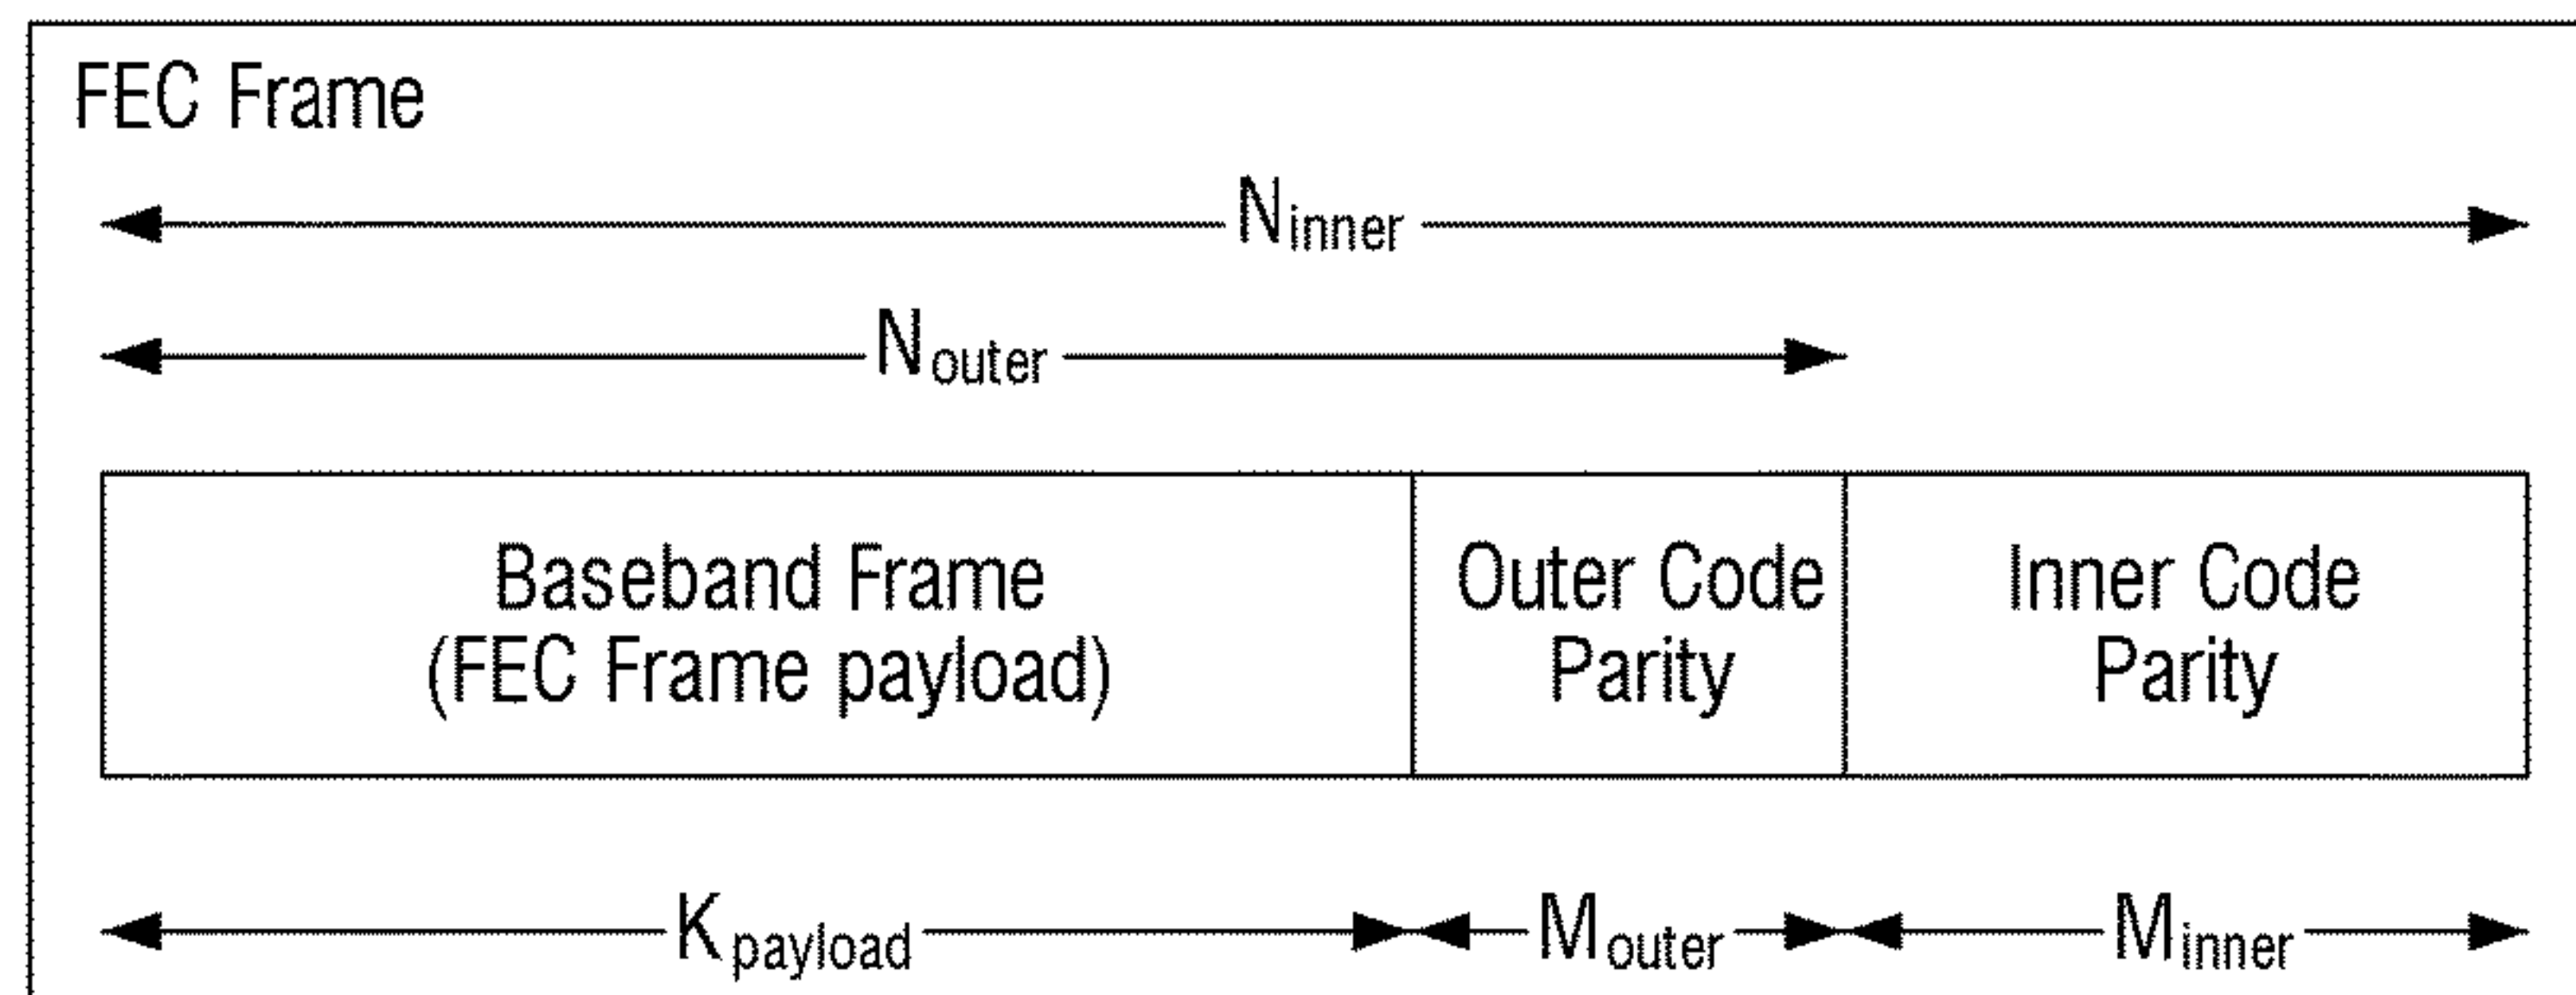 FEC Frame
Ninner
Nouter
Baseband Frame
(FEC Frame payload)
Outer Code
Parity
Inner Code
Parity
Kpayload
Mouter
Minner